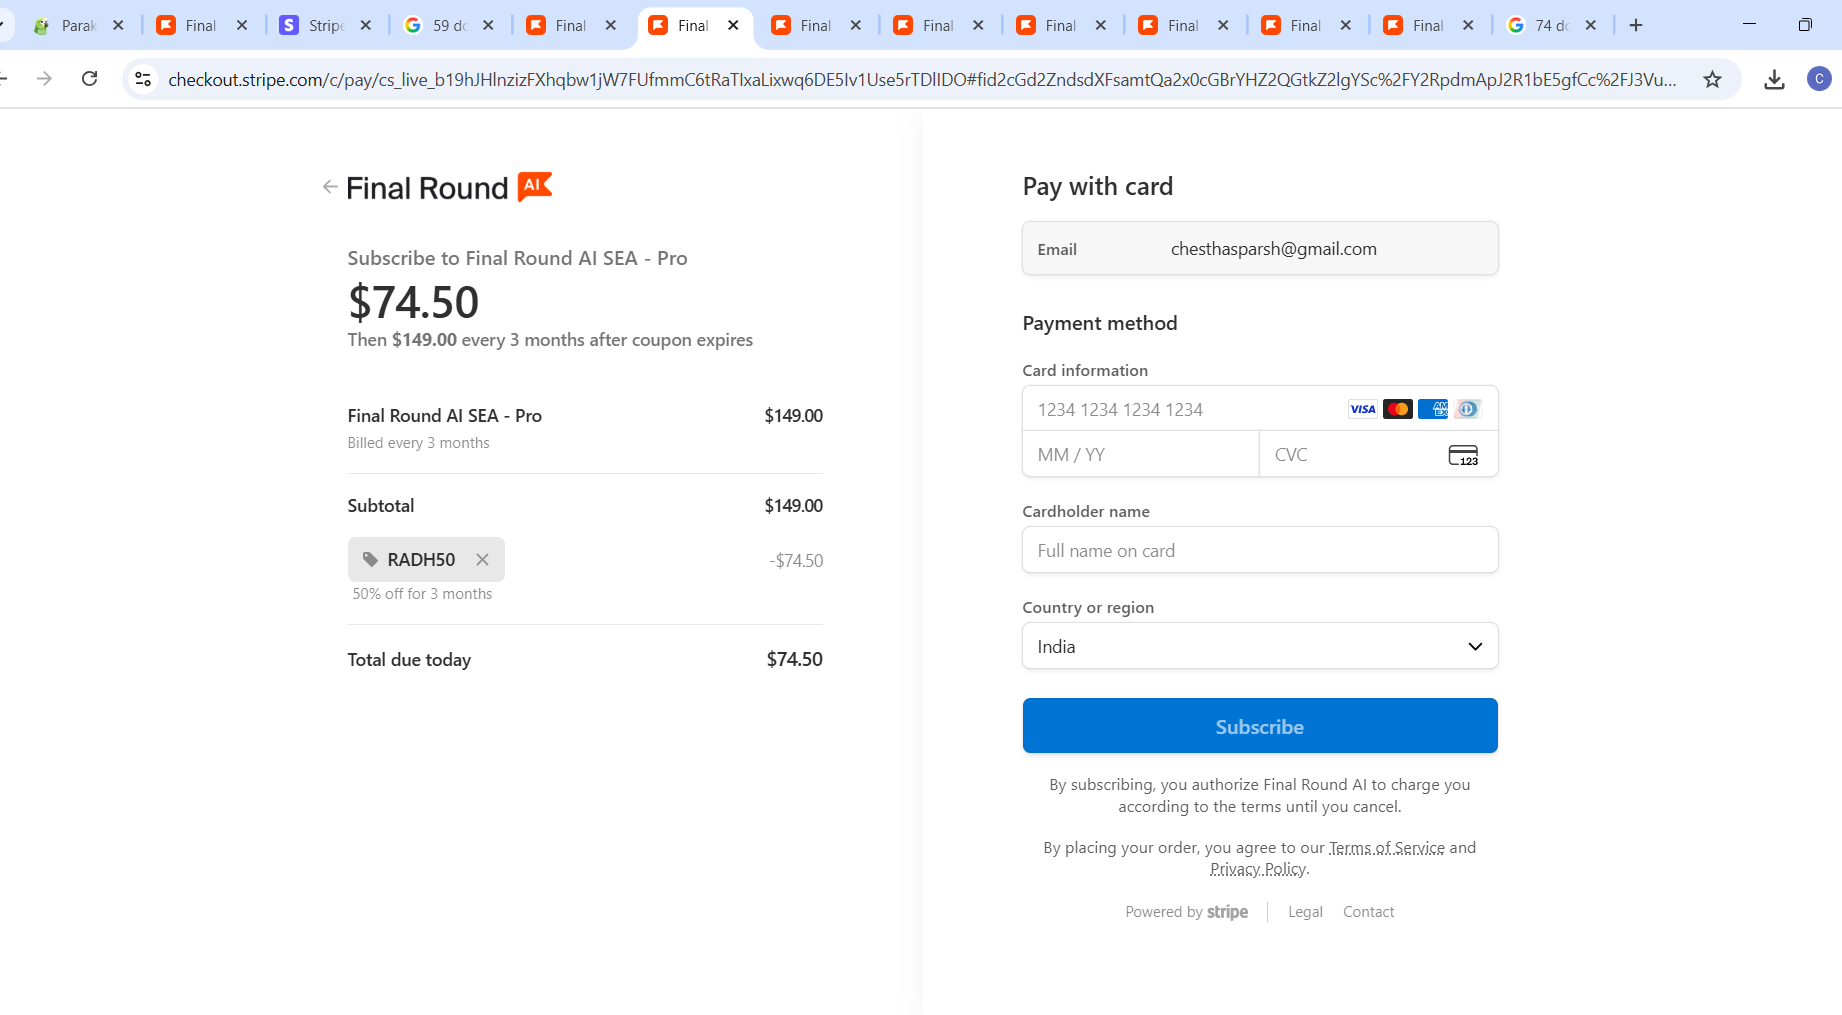 Parak
Final
Stripe
59 do
Final
Final
Final
Final
Final
Final
Final
Final
74 do
checkout.stripe.com/c/pay/cs_live_b19hJHInzizFXhqbw1jW7FUfmmC6tRaTIxaLixwq6DE5Iv1Use5rTDlIDO#fid2cGd2ZndsdXFsamtQa2x0cGBrYHZ2QGtkZ2lgYSc%2FY2RpdmApJ2R1bE5gfCc%2FJ3Vu...
C
Final Round AI
Subscribe to Final Round AI SEA - Pro
$74.50
Then $149.00 every 3 months after coupon expires
Final Round AI SEA - Pro $149.00
Billed every 3 months
Subtotal $149.00
RADH50 -$74.50
50% off for 3 months
Total due today $74.50
Pay with card
Email chesthasparsh@gmail.com
Payment method
Card information
1234 1234 1234 1234 VISA AMEX
MM / YY CVC 123
Cardholder name
Full name on card
Country or region
India
Subscribe
By subscribing, you authorize Final Round AI to charge you
according to the terms until you cancel.
By placing your order, you agree to our Terms of Service and
Privacy Policy.
Powered by stripe Legal Contact